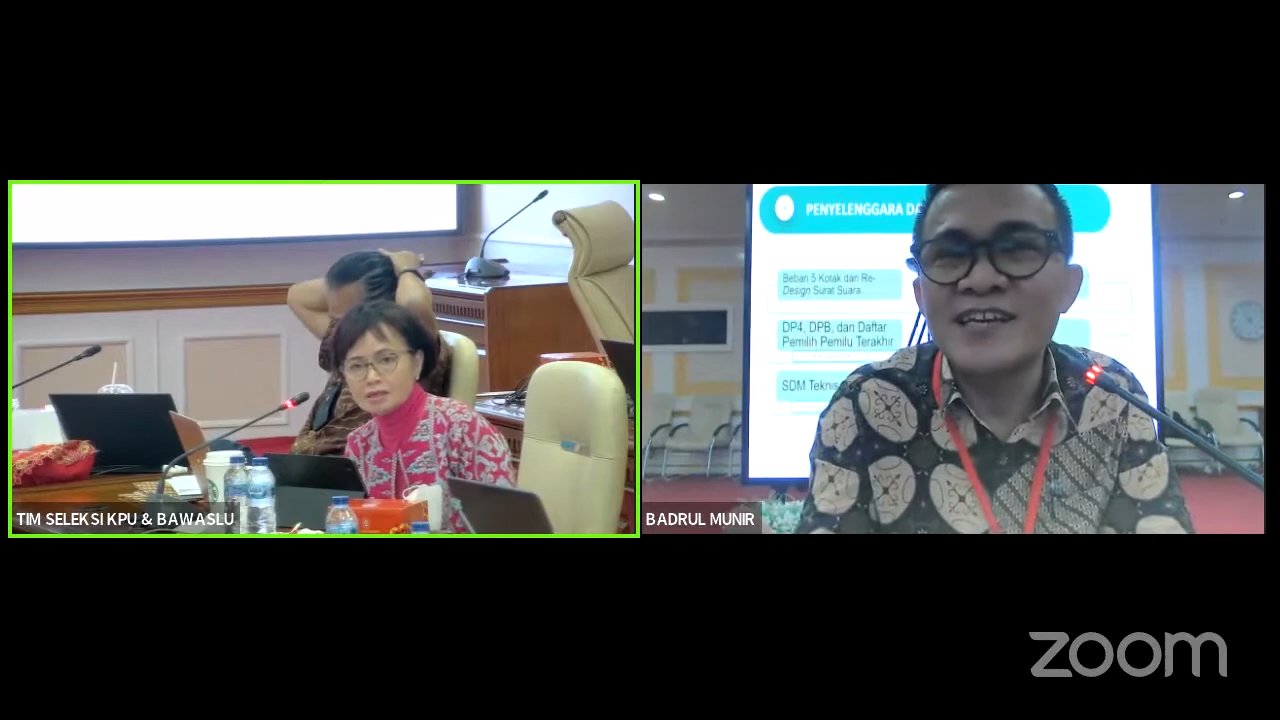 PENYELENGGARA
Beban 5 Kotak dan Re-
Design Surat Suara
DP4, DPB, dan Daftar
Pemilih Pemilu Terakhir
SDM Teknis
TIM SELEKSI KPU & BAWASLU
BADRUL MUNIR
zoom